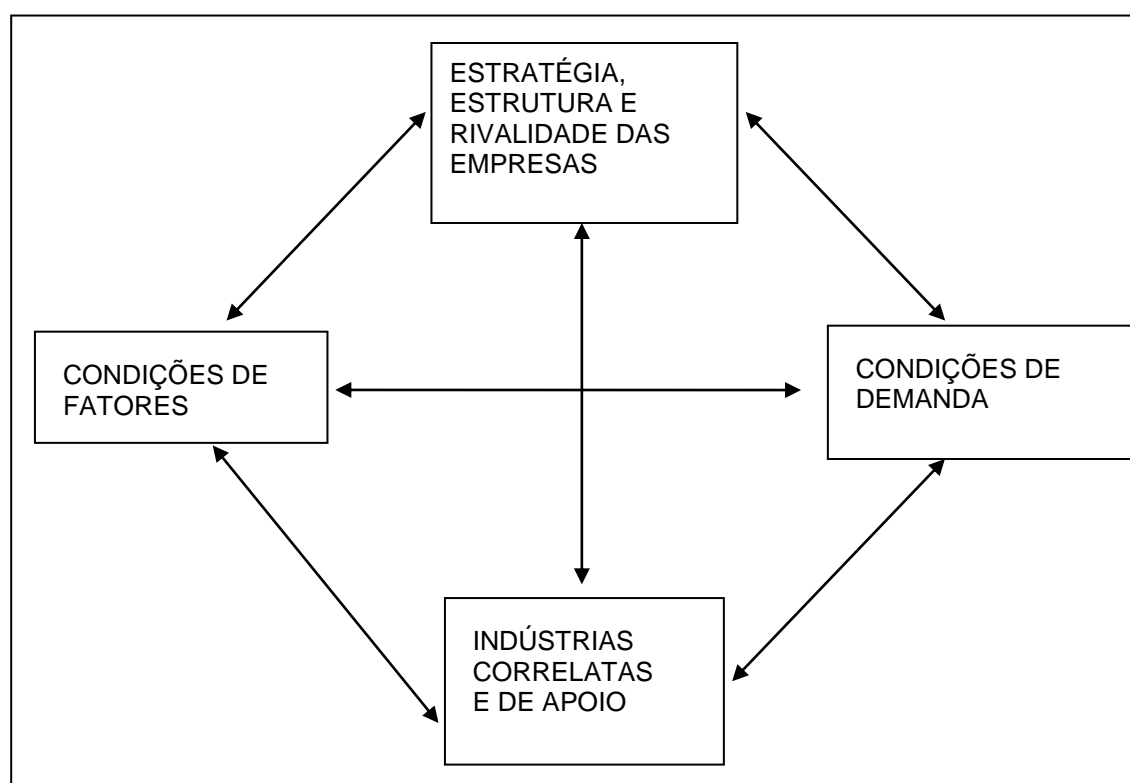 ESTRATÉGIA,
ESTRUTURA E
RIVALIDADE DAS
EMPRESAS
CONDIÇÕES DE
FATORES
CONDIÇÕES DE
DEMANDA
INDÚSTRIAS
CORRELATAS
E DE APOIO